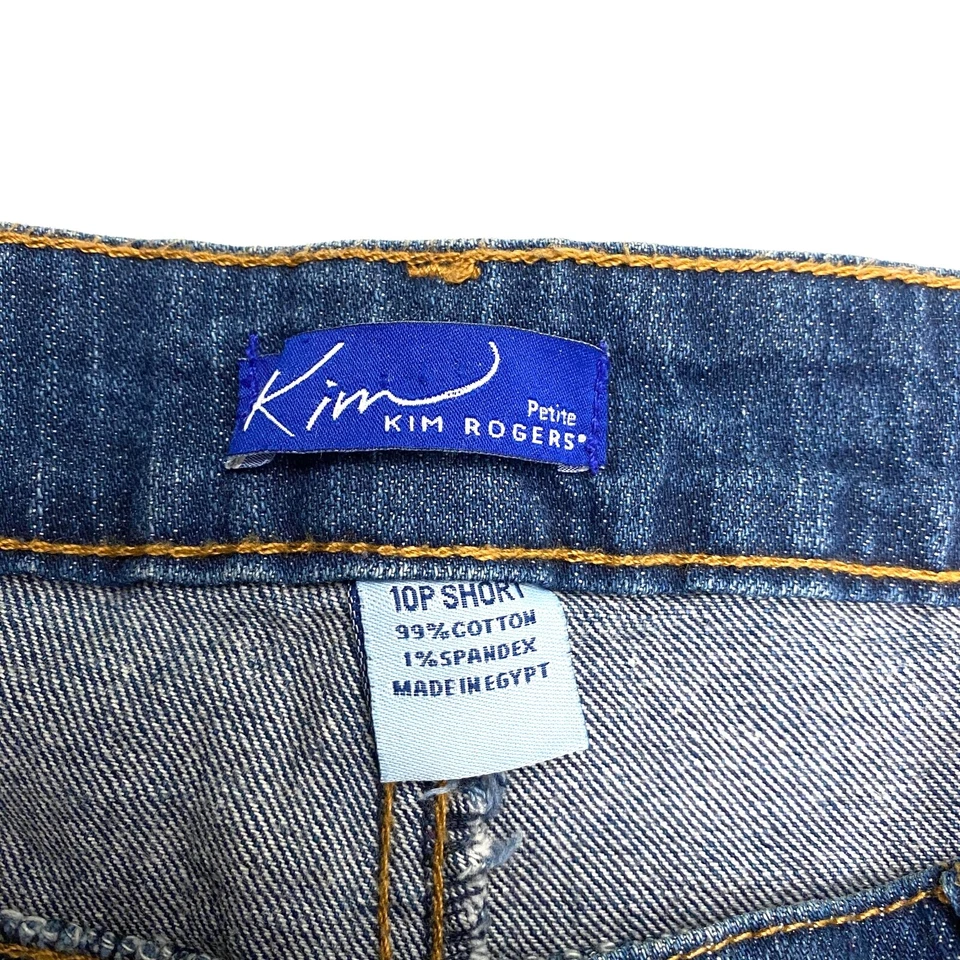 Kim
Petite
KIM ROGERS®
10P SHORT
99% COTTON
1% SPANDEX
MADE IN EGYPT